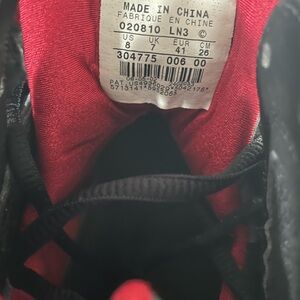 MADE IN CHINA
FABRIQUE EN CHINE
020810 LN3 ©
US UK EUR CM
8 7 41 26
304775 006 00